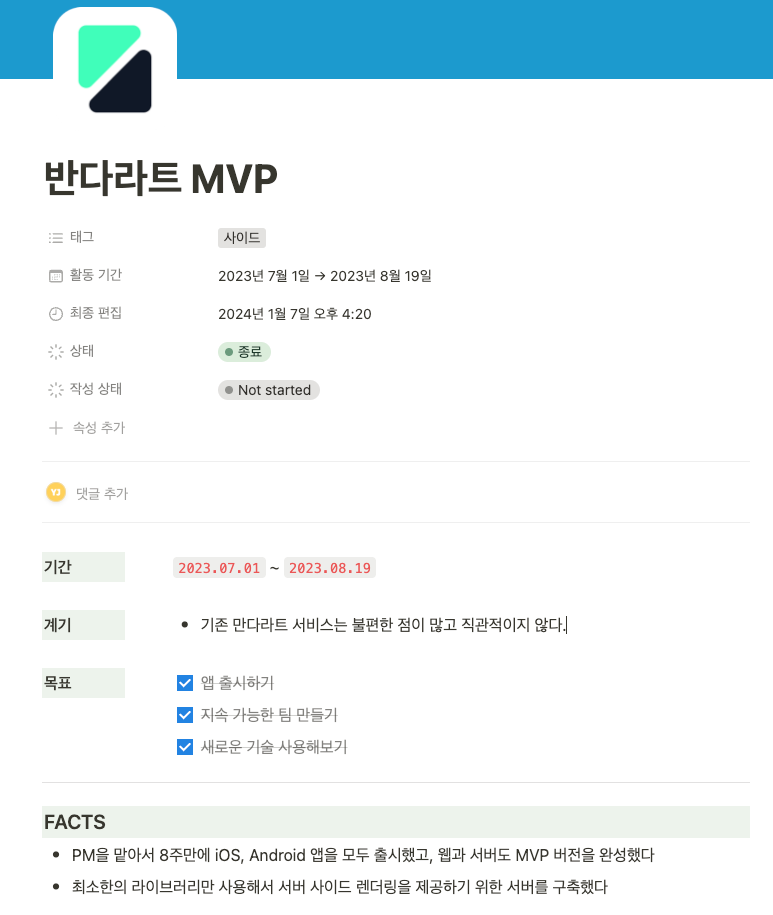 반다라트 MVP
태그 사이드
활동 기간 2023년 7월 1일 → 2023년 8월 19일
최종 편집 2024년 1월 7일 오후 4:20
상태 종료
작성 상태 Not started
속성 추가
YJ 댓글 추가
기간 2023.07.01 ~ 2023.08.19
계기 • 기존 만다라트 서비스는 불편한 점이 많고 직관적이지 않다.
목표 앱 출시하기
지속 가능한 팀 만들기
새로운 기술 사용해보기
FACTS
• PM을 맡아서 8주만에 iOS, Android 앱을 모두 출시했고, 웹과 서버도 MVP 버전을 완성했다
• 최소한의 라이브러리만 사용해서 서버 사이드 렌더링을 제공하기 위한 서버를 구축했다